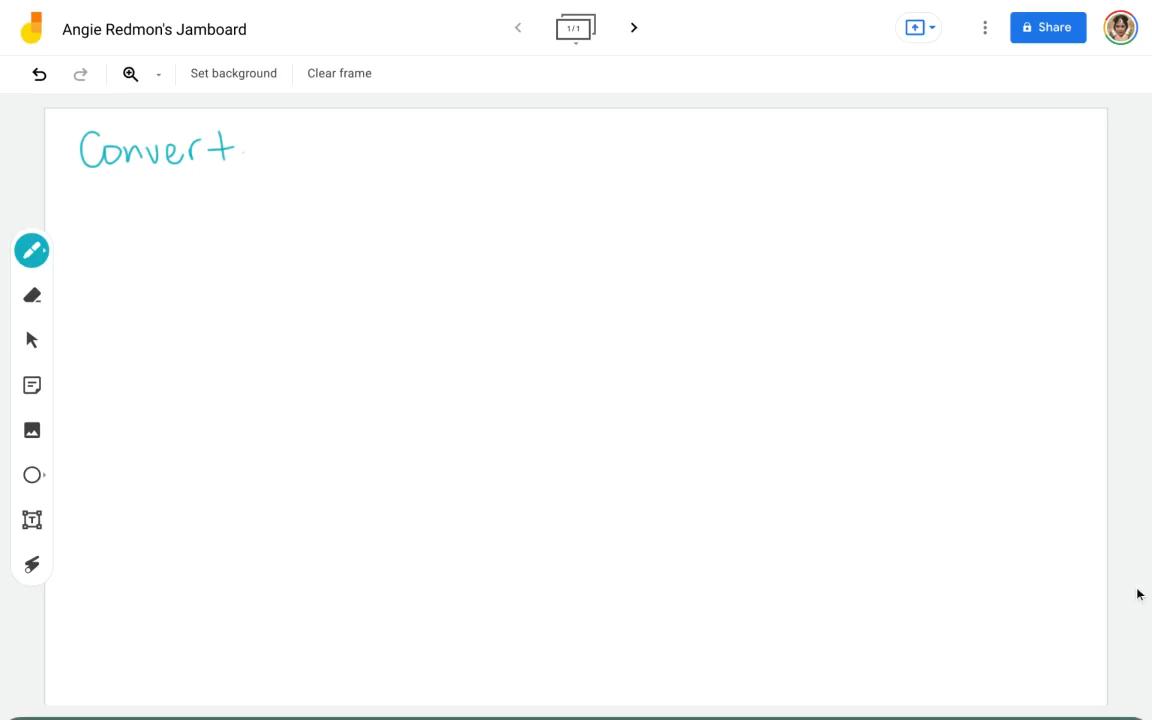 Angie Redmon's Jamboard
1/1
Share
Set background
Clear frame
Convert